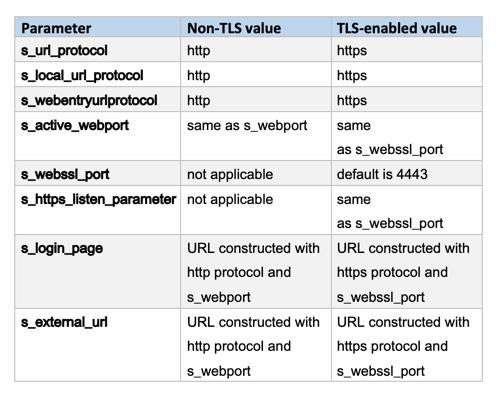 Parameter Non-TLS value TLS-enabled value
s_url_protocol http https
s_local_url_protocol http https
s_webentryurlprotocol http https
s_active_webport same as s_webport same
as s_webssl_port
s_webssl_port not applicable default is 4443
s_https_listen_parameter not applicable same
as s_webssl_port
s_login_page URL constructed with URL constructed with
http protocol and https protocol and
s_webport s_webssl_port
s_external_url URL constructed with URL constructed with
http protocol and https protocol and
s_webport s_webssl_port